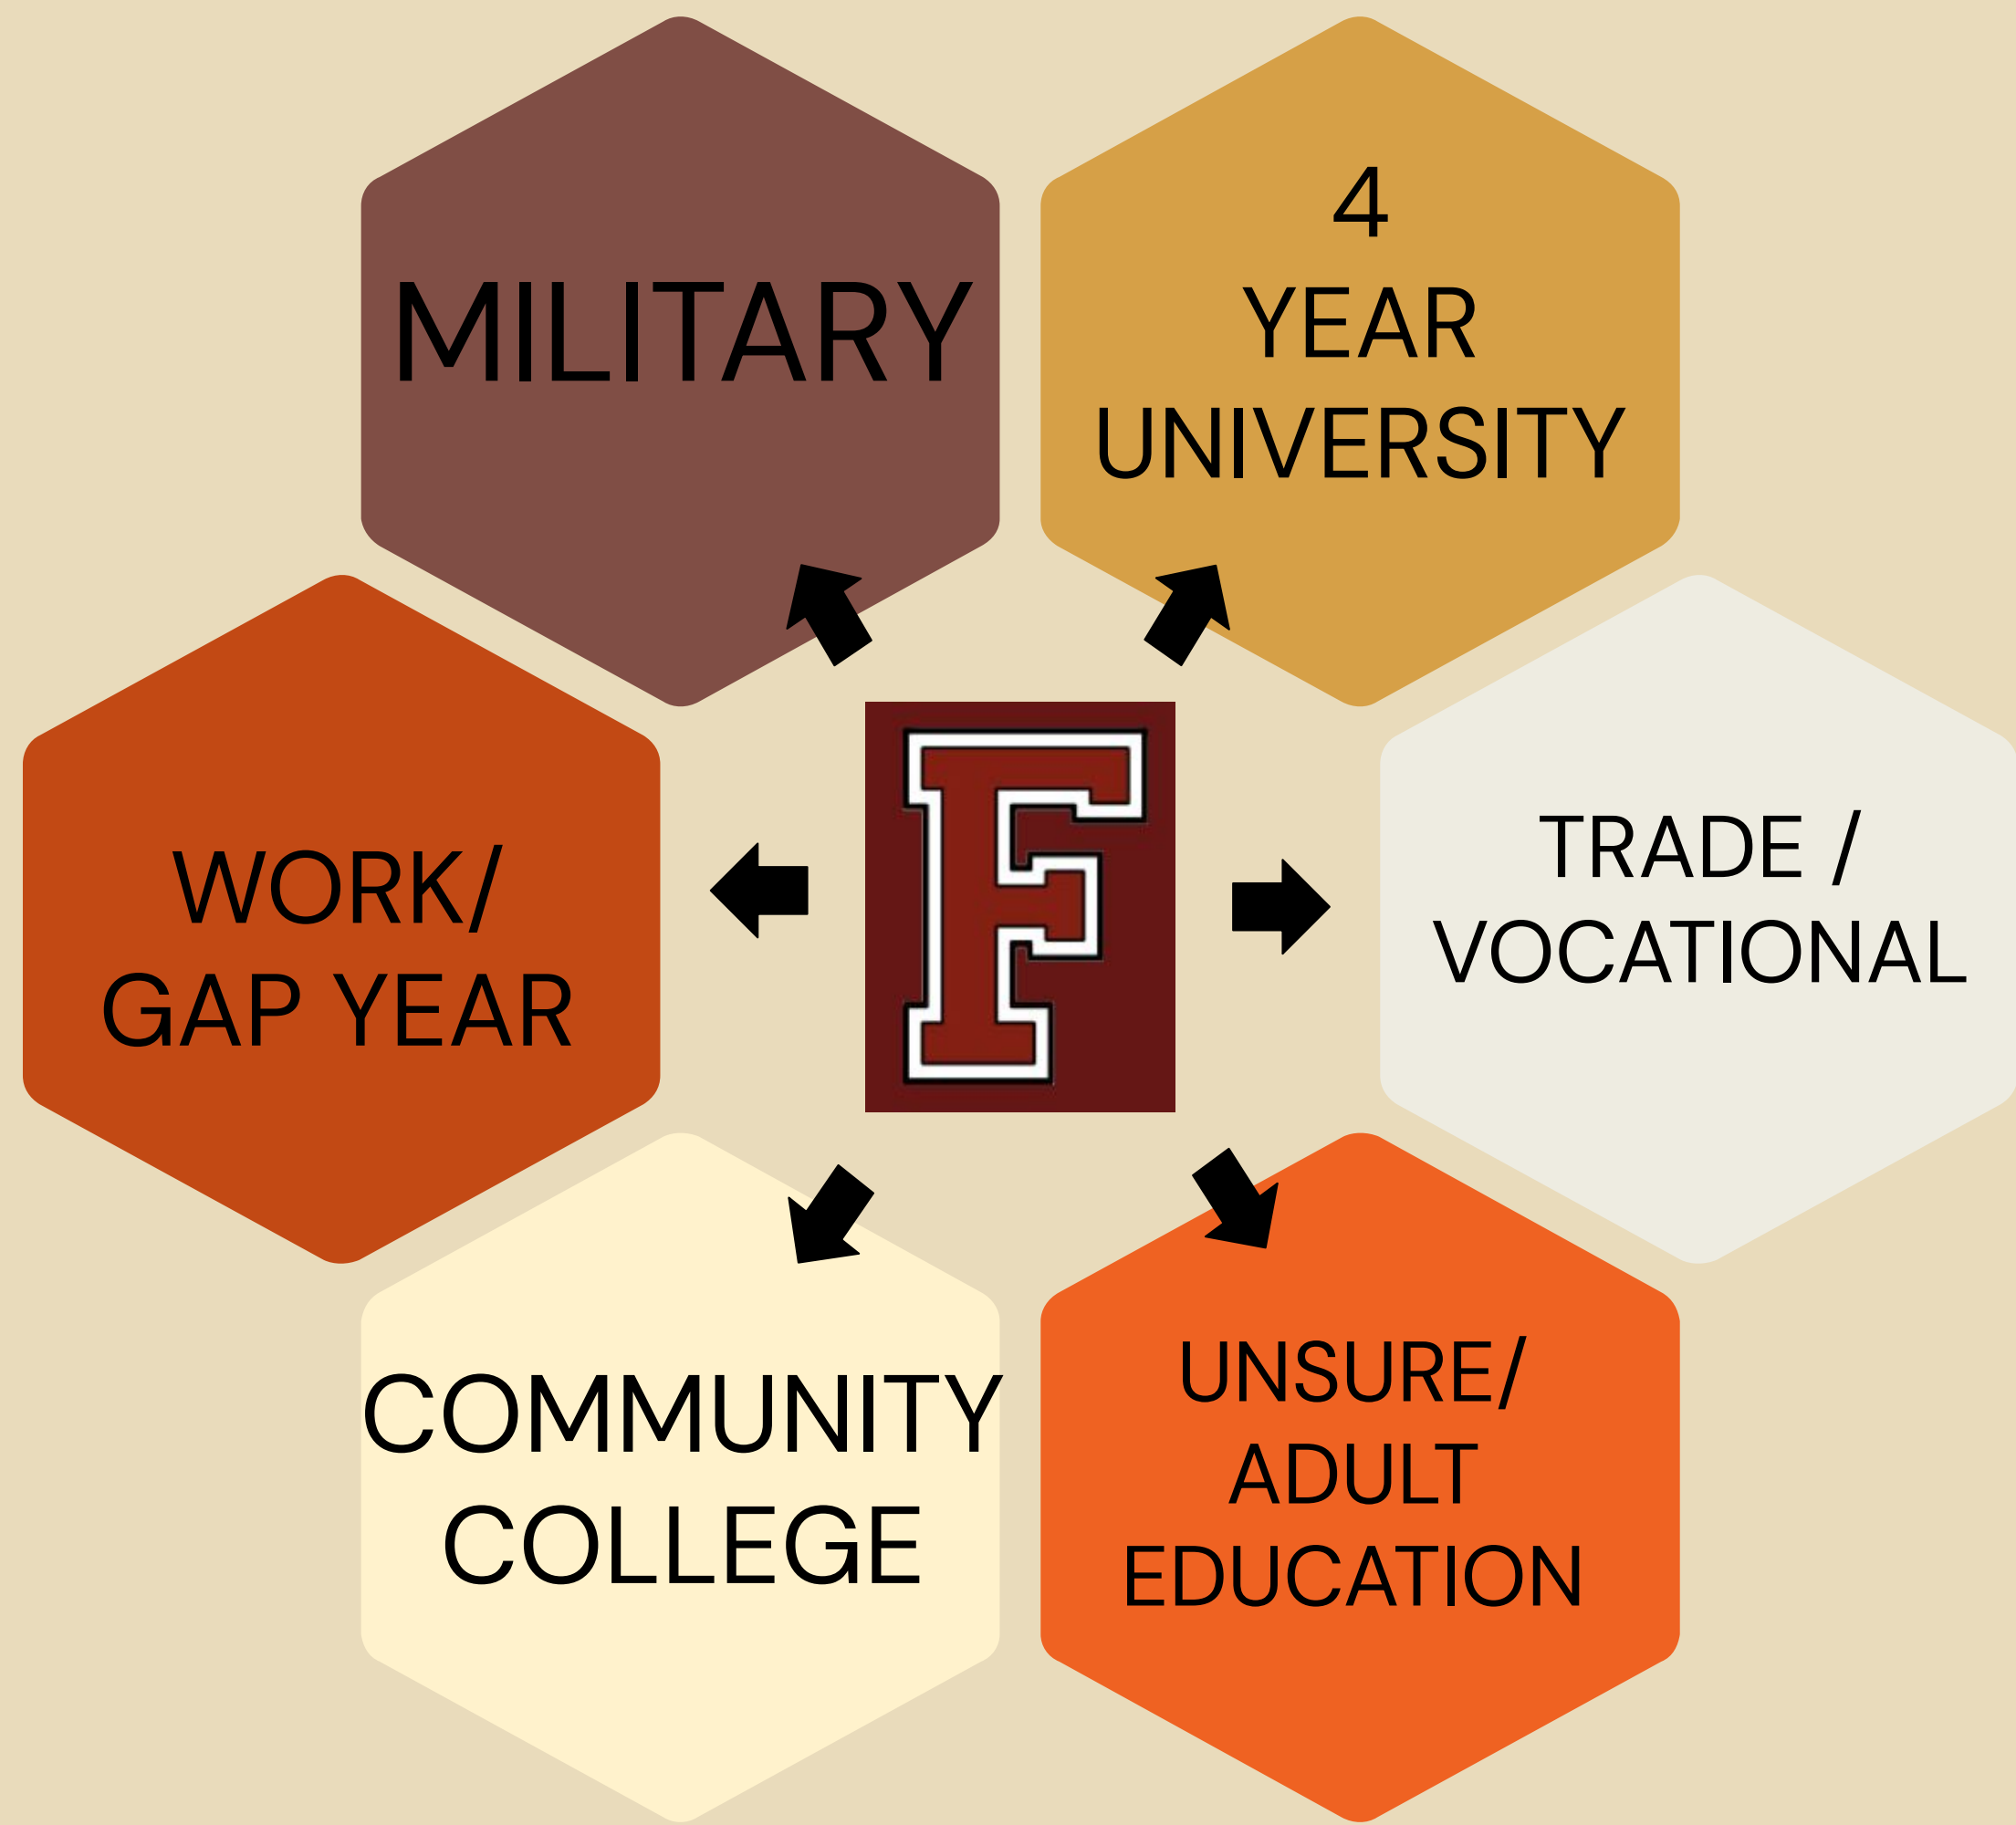 MILITARY
4
YEAR
UNIVERSITY
WORK/
GAP YEAR
F
TRADE /
VOCATIONAL
COMMUNITY
COLLEGE
UNSURE/
ADULT
EDUCATION